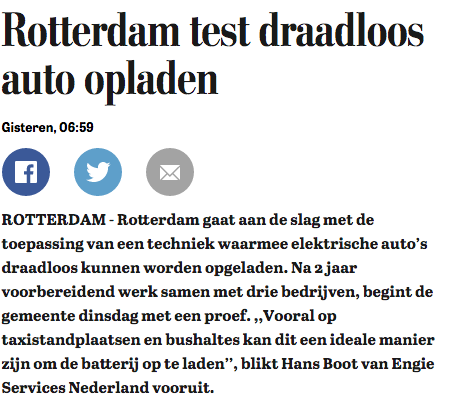 Rotterdam test draadloos
auto opladen
Gisteren, 06:59
ROTTERDAM - Rotterdam gaat aan de slag met de
toepassing van een techniek waarmee elektrische auto’s
draadloos kunnen worden opgeladen. Na 2 jaar
voorbereidend werk samen met drie bedrijven, begint de
gemeente dinsdag met een proef. ,,Vooral op
taxistandplaatsen en bushaltes kan dit een ideale manier
zijn om de batterij op te laden”, blikt Hans Boot van Engie
Services Nederland vooruit.